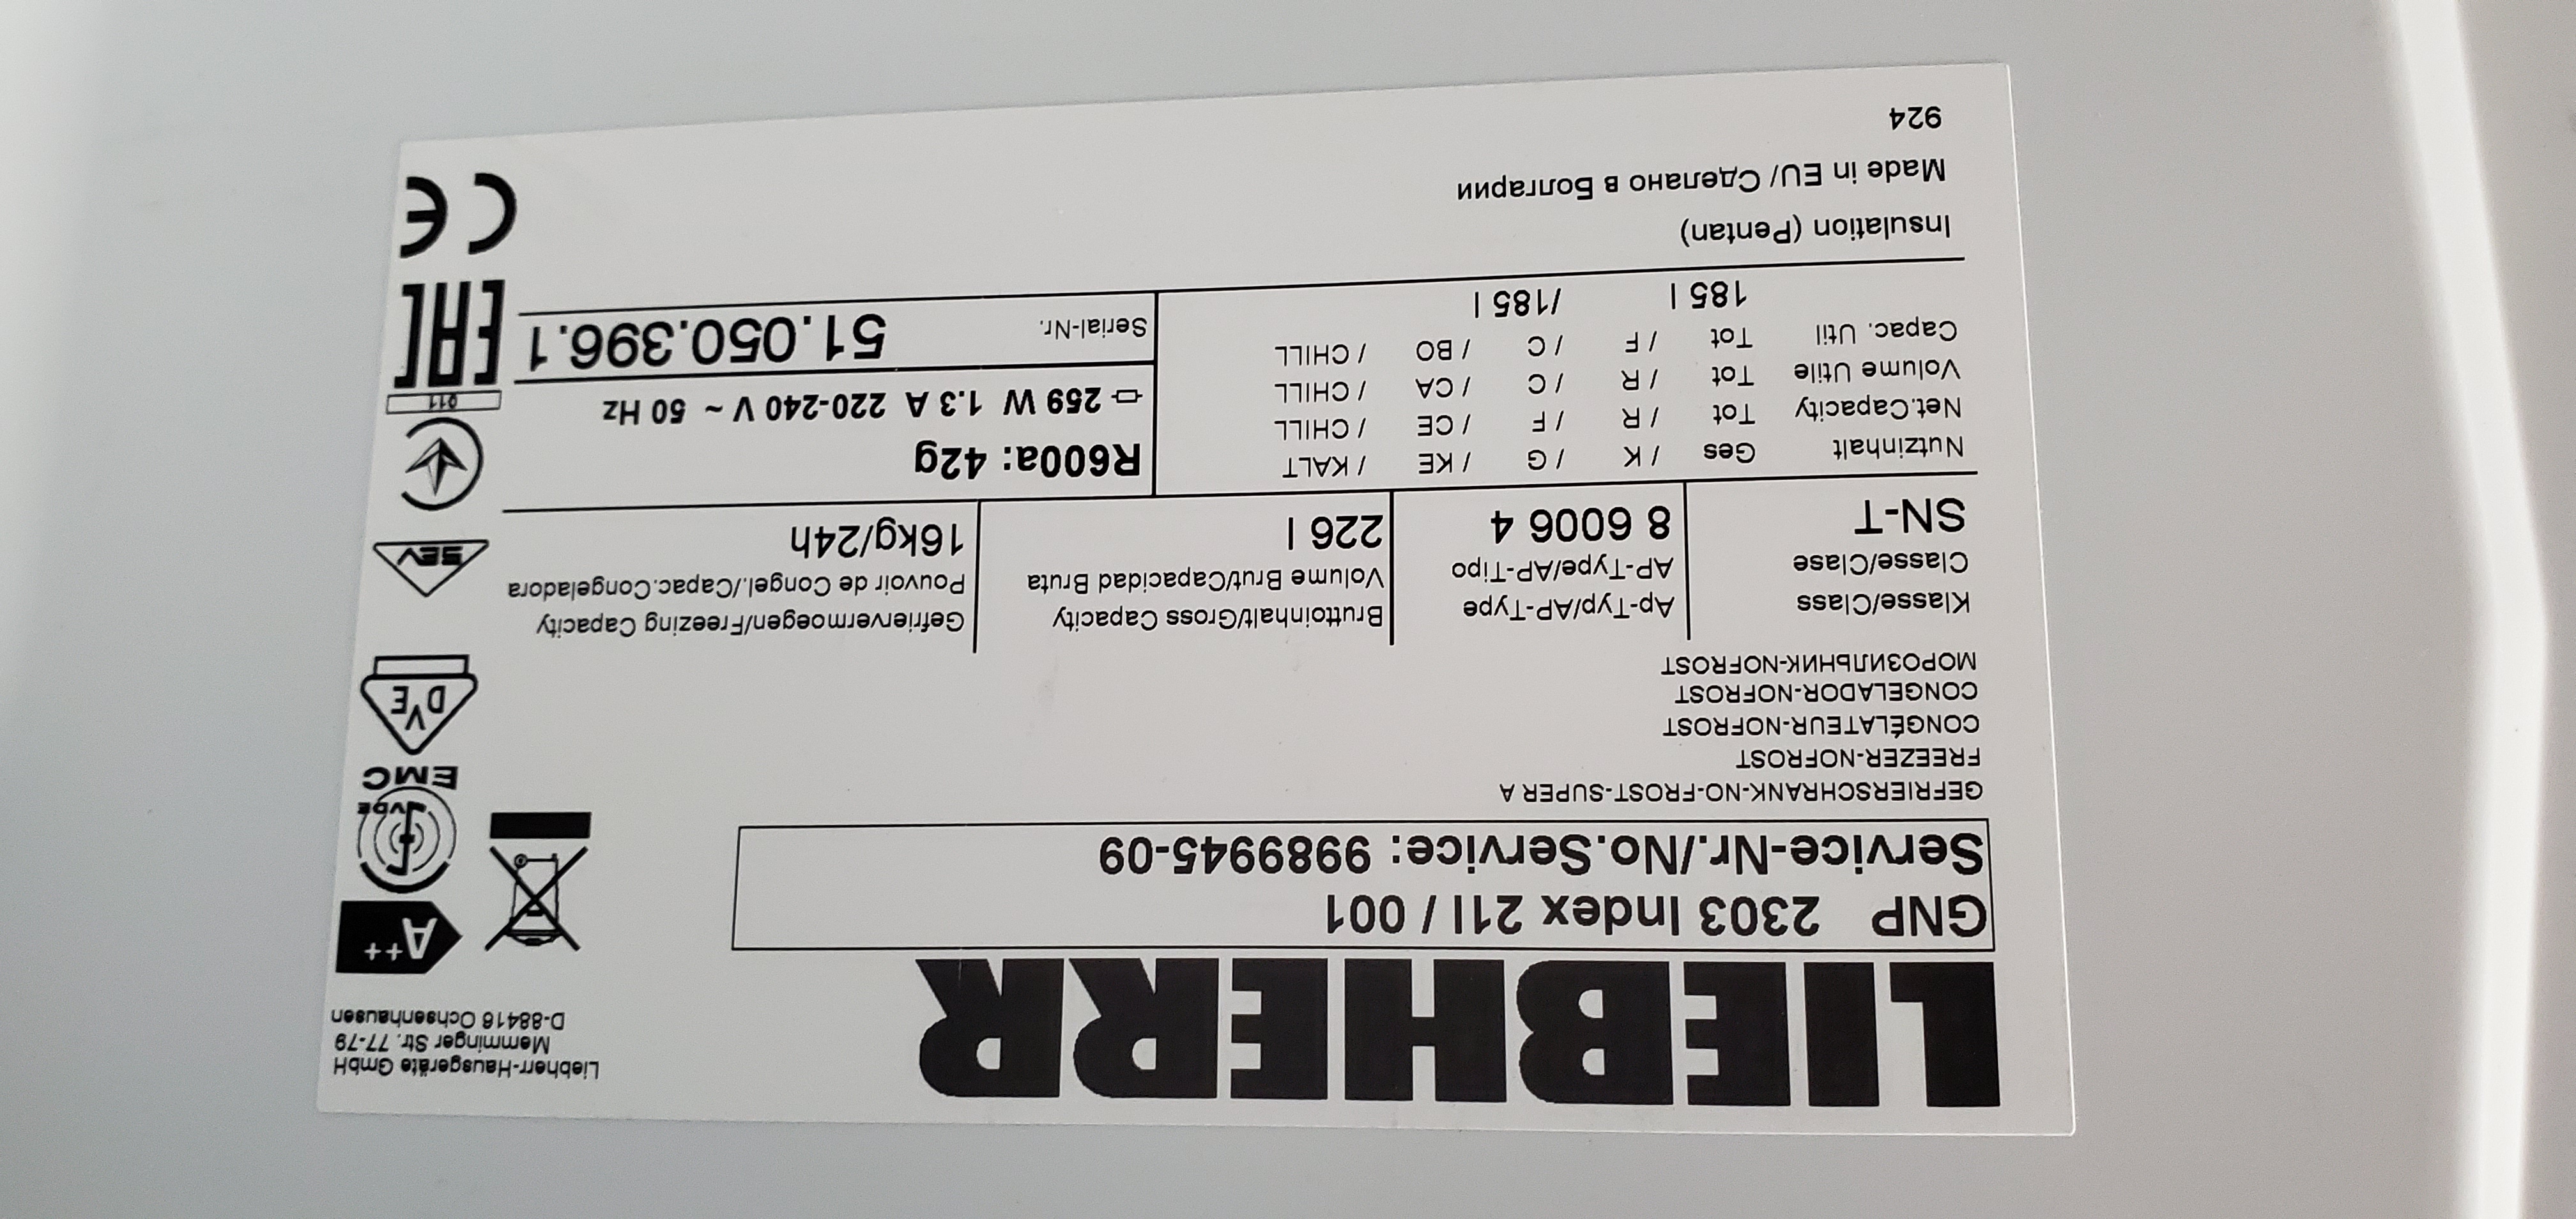 LIEBHERR
Liebherr-Hausgeräte GmbH
Memminger Str. 77-79
D-88416 Ochsenhausen
GNP 2303 Index 21I / 001
Service-Nr./No.Service: 9989945-09
A++
VDE
EMC
GEFRIERSCHRANK-NO-FROST-SUPER A
FREEZER-NOFROST
CONGÉLATEUR-NOFROST
CONGELADOR-NOFROST
МОРОЗИЛЬНИК-NOFROST
DVE
Klasse/Class
Classe/Clase
SN-T
Ap-Typ/AP-Type
AP-Type/AP-Tipo
8 6006 4
Bruttoinhalt/Gross Capacity
Volume Brut/Capacidad Bruta
226 l
Gefriervermoegen/Freezing Capacity
Pouvoir de Congel./Capac.Congeladora
16kg/24h
SEV
Nutzinhalt Ges / K / G / KE / KALT
Net.Capacity Tot / R / F / CE / CHILL
Volume Utile Tot / R / C / CA / CHILL
Capac. Util Tot / F / C / BO / CHILL
185 l /185 l
R600a: 42g
259 W 1.3 A 220-240 V ~ 50 Hz
Serial-Nr. 51.050.396.1
011
EAC
CE
Insulation (Pentan)
Made in EU/ Сделано в Болгарии
924